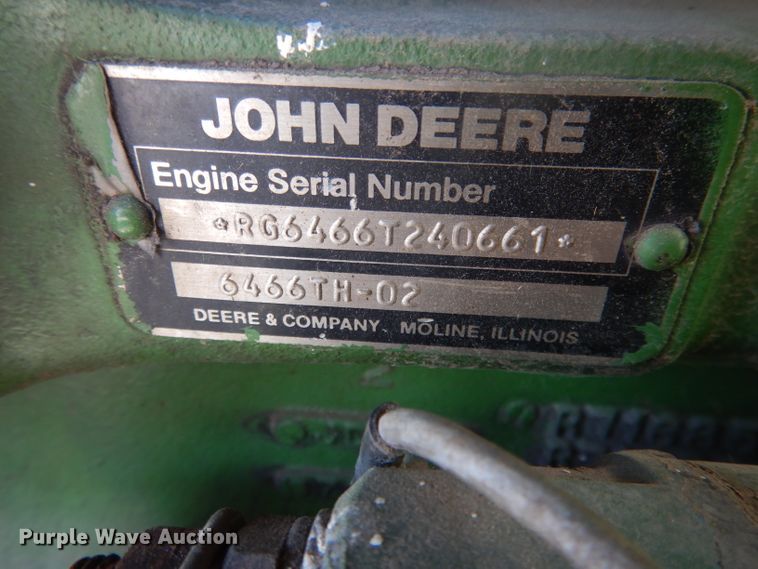 JOHN DEERE
Engine Serial Number
*RG6466T240661*
6466TH-02
DEERE & COMPANY MOLINE, ILLINOIS
Purple Wave Auction